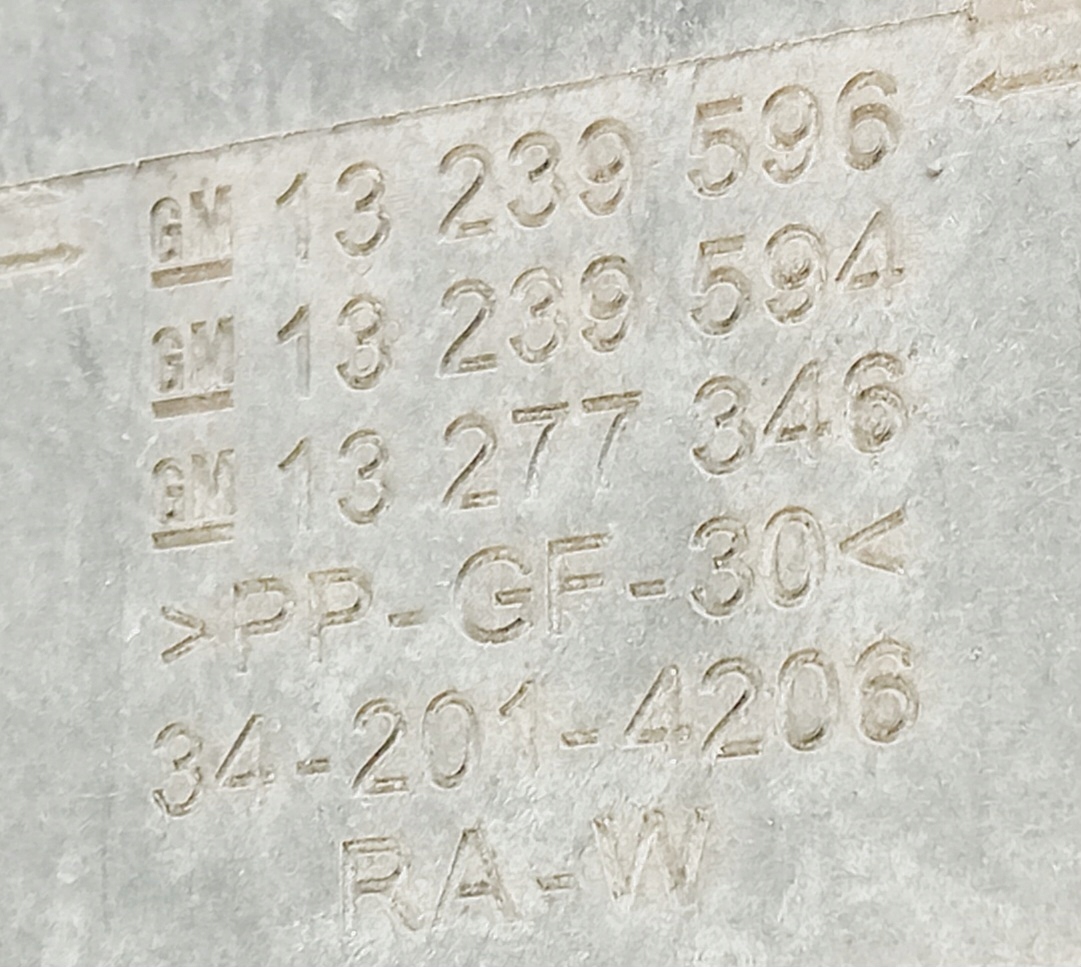 GM 13 239 596
GM 13 239 594
GM 13 277 346
>PP-GF-30<
34-201-4206
RA-W